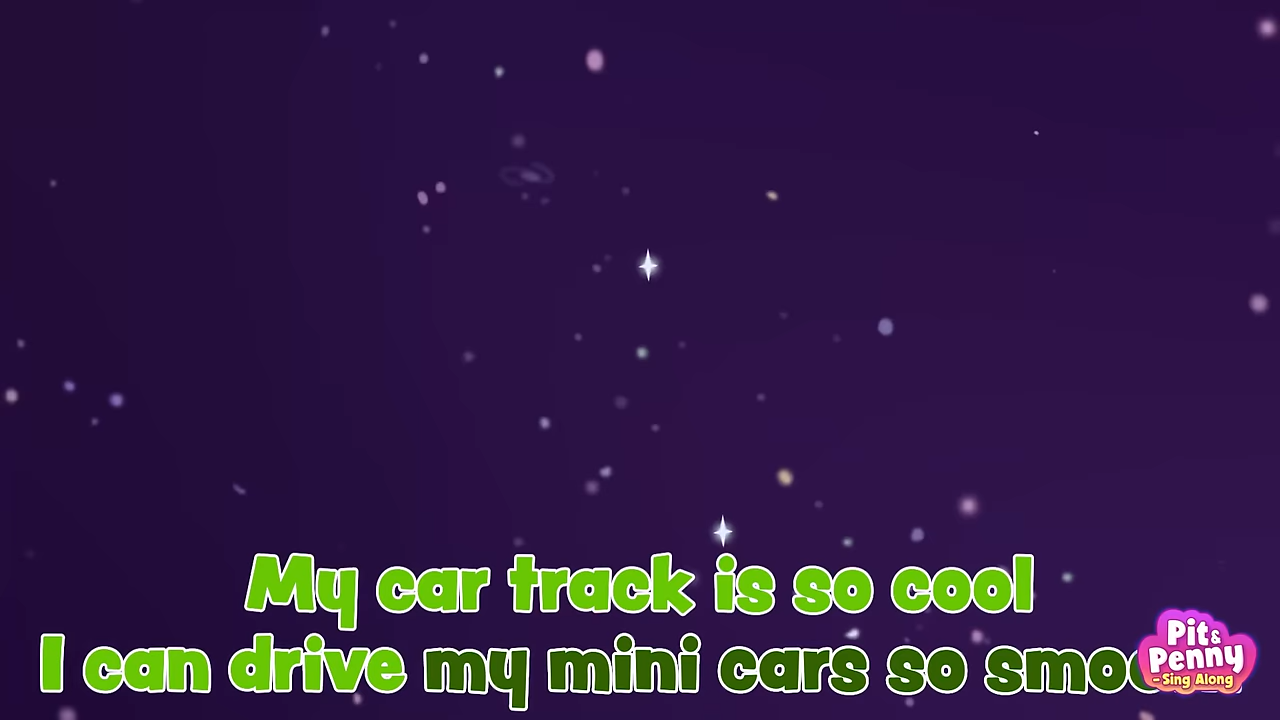 My car track is so cool
I can drive my mini cars so
Pit &
Penny
- Sing Along